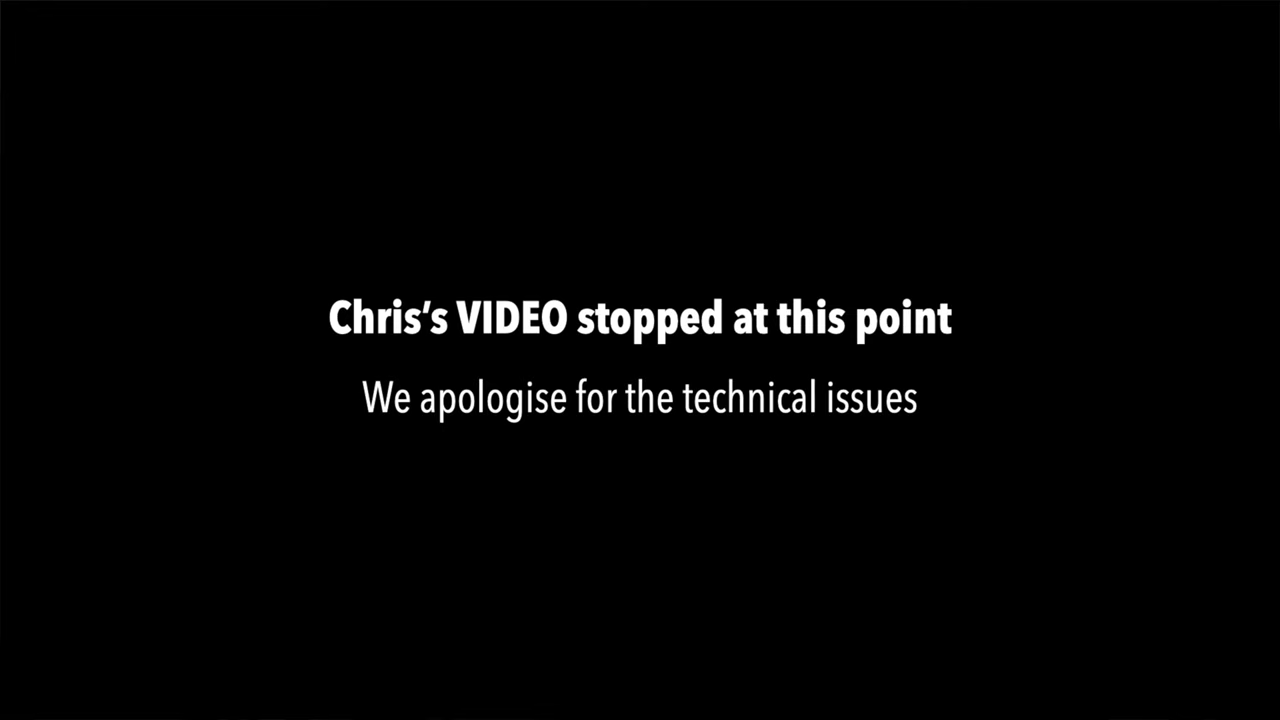 Chris’s VIDEO stopped at this point
We apologise for the technical issues